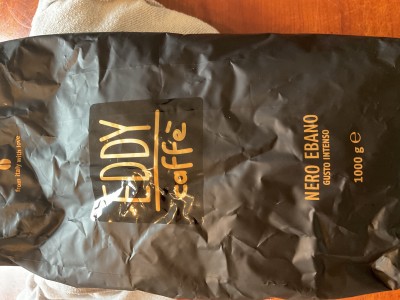 from Italy with love
EDDY
caffè
NERO EBANO
GUSTO INTENSO
1000 g e